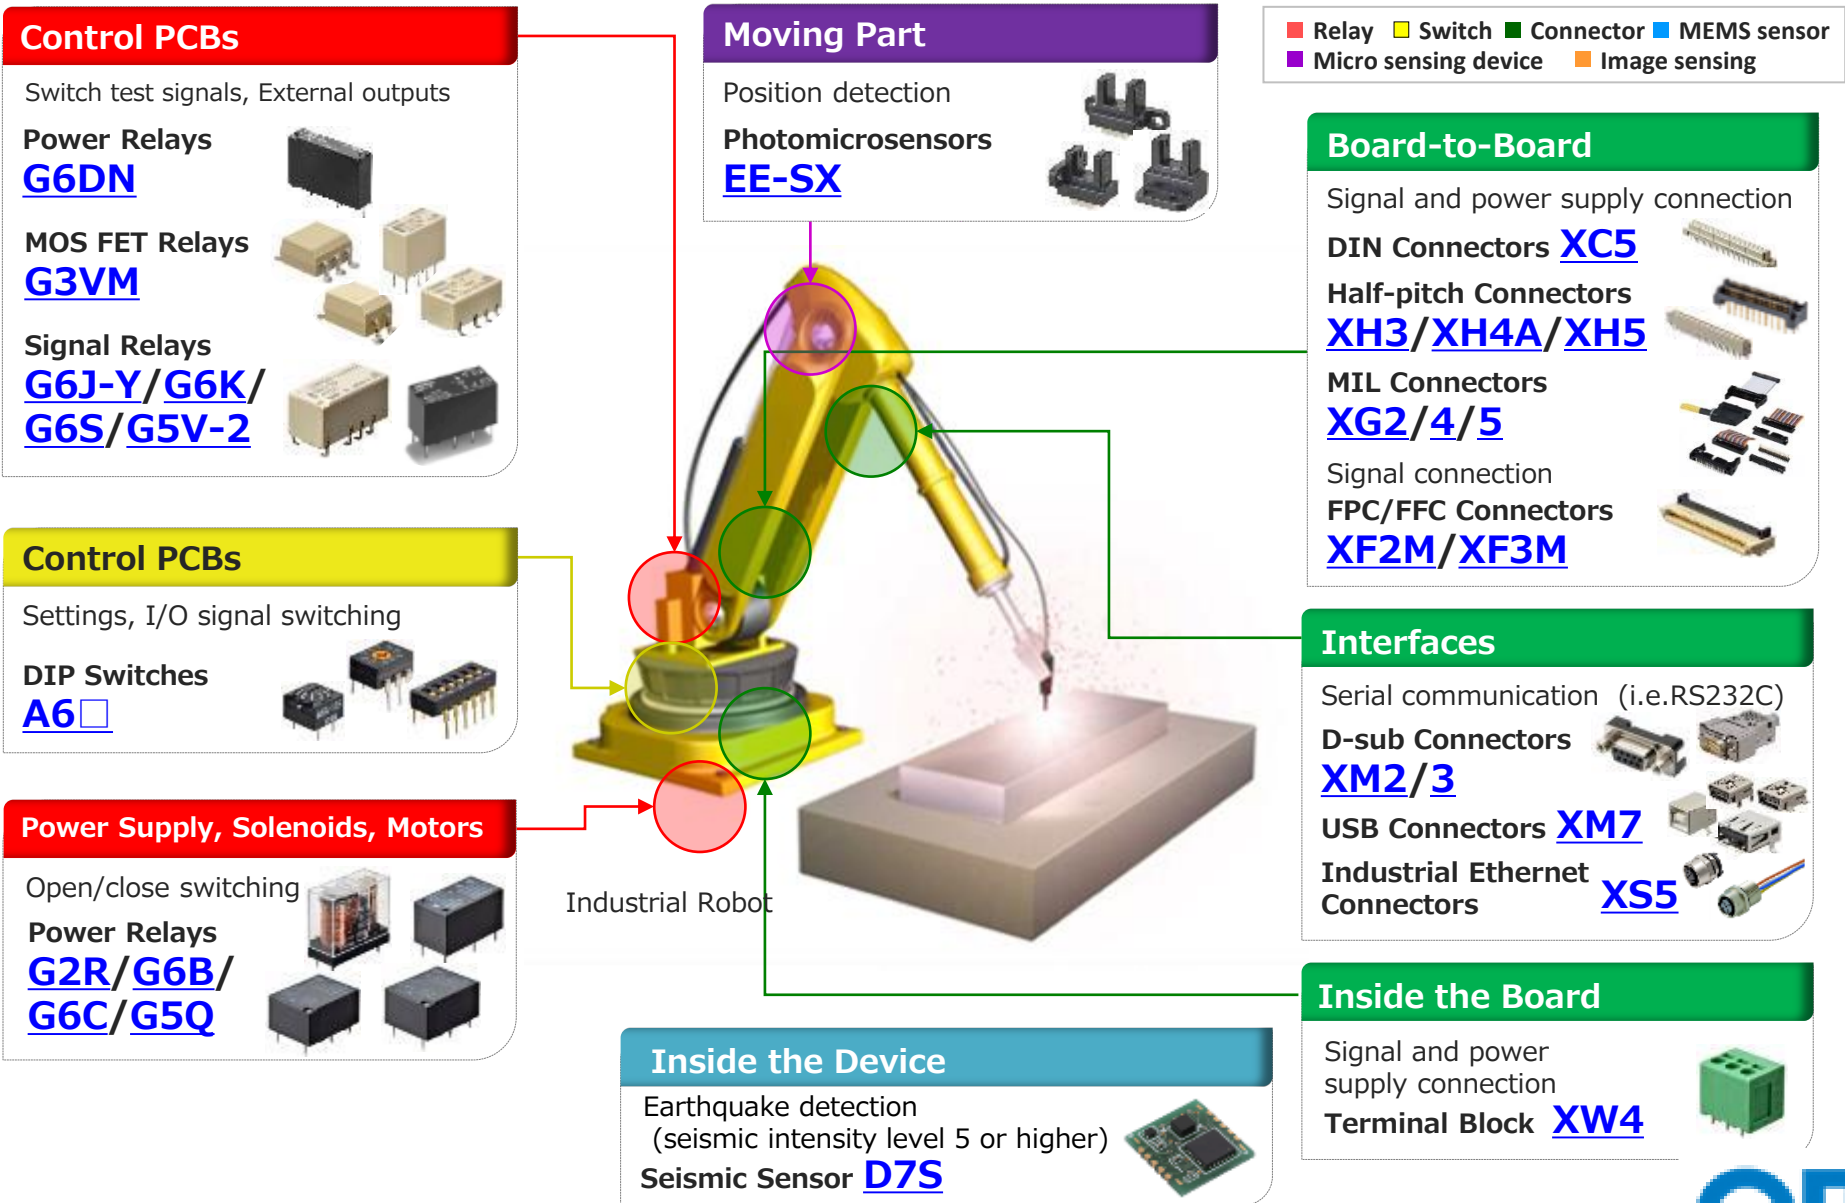 Control PCBs
Switch test signals, External outputs
Power Relays
G6DN
MOS FET Relays
G3VM
Signal Relays
G6J-Y/G6K/
G6S/G5V-2
Control PCBs
Settings, I/O signal switching
DIP Switches
A6□
Power Supply, Solenoids, Motors
Open/close switching
Power Relays
G2R/G6B/
G6C/G5Q
Moving Part
Position detection
Photomicrosensors
EE-SX
Industrial Robot
Inside the Device
Earthquake detection
(seismic intensity level 5 or higher)
Seismic Sensor D7S
Relay Switch Connector MEMS sensor
Micro sensing device Image sensing
Board-to-Board
Signal and power supply connection
DIN Connectors XC5
Half-pitch Connectors
XH3/XH4A/XH5
MIL Connectors
XG2/4/5
Signal connection
FPC/FFC Connectors
XF2M/XF3M
Interfaces
Serial communication (i.e.RS232C)
D-sub Connectors
XM2/3
USB Connectors XM7
Industrial Ethernet
Connectors XS5
Inside the Board
Signal and power
supply connection
Terminal Block XW4